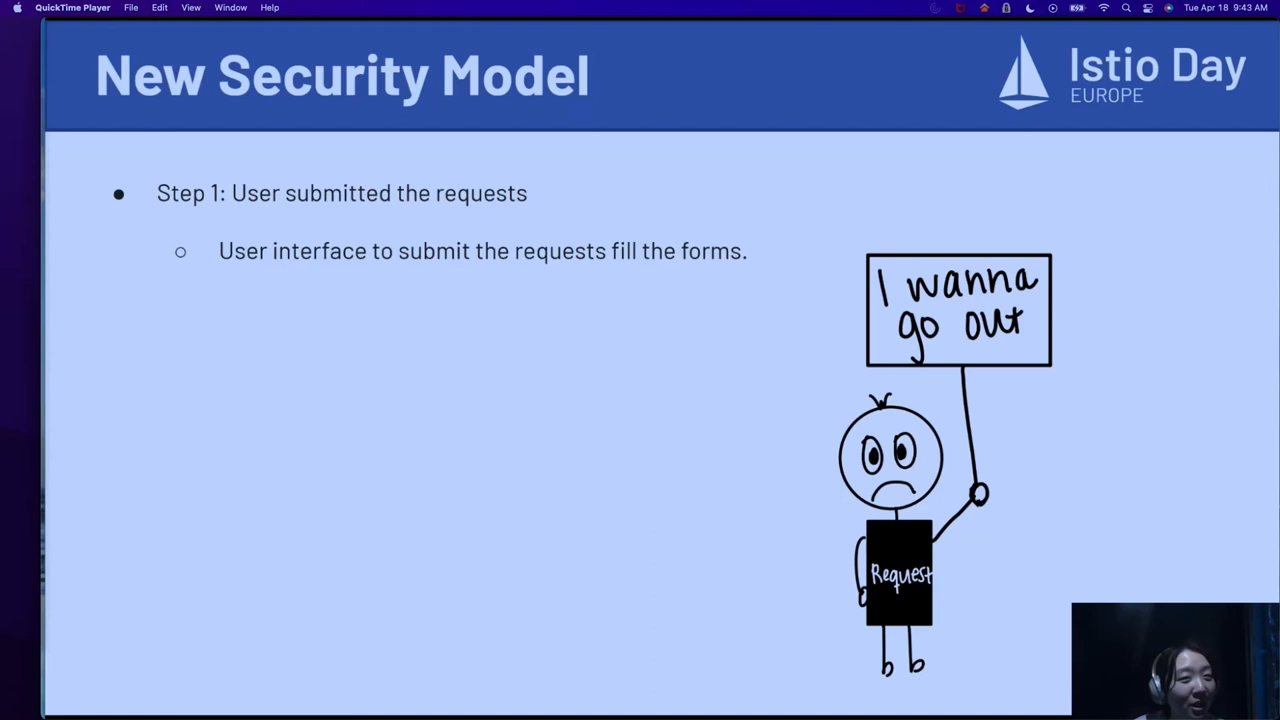 QuickTime Player File Edit View Window Help Tue Apr 18 9:43 AM
New Security Model
Istio Day
EUROPE
● Step 1: User submitted the requests
○ User interface to submit the requests fill the forms.
I wanna
go out
Request